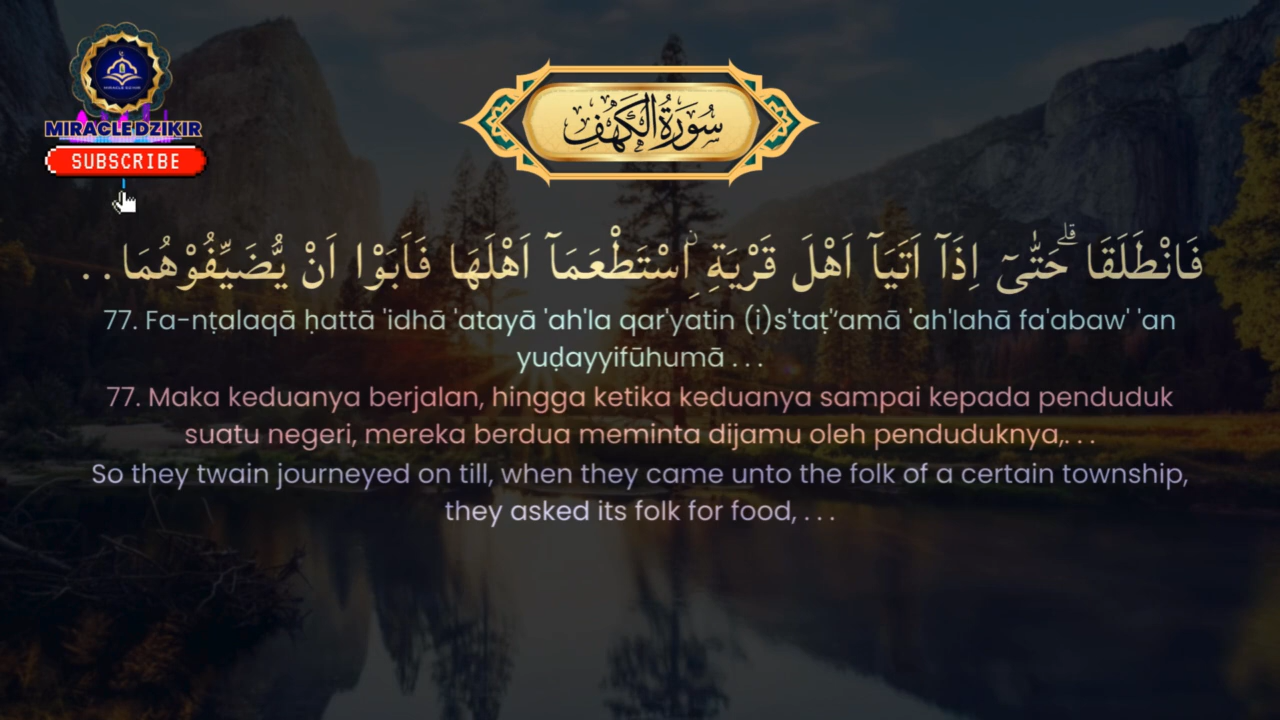 MIRACLE DZIKIR
SUBSCRIBE
سُورَةُ الْكَهْفِ
فَانْطَلَقَا ۗحَتّٰىٓ اِذَآ اَتَيَآ اَهْلَ قَرْيَةِ ِۨاسْتَطْعَمَآ اَهْلَهَا فَاَبَوْا اَنْ يُّضَيِّفُوْهُمَا . .
77. Fa-nṭalaqā ḥattā 'idhā 'atayā 'ah'la qar'yatin (i)s'taṭ'‘amā 'ah'lahā fa'abaw' 'an
yuḍayyifūhumā . . .
77. Maka keduanya berjalan, hingga ketika keduanya sampai kepada penduduk
suatu negeri, mereka berdua meminta dijamu oleh penduduknya,. . .
So they twain journeyed on till, when they came unto the folk of a certain township,
they asked its folk for food, . . .